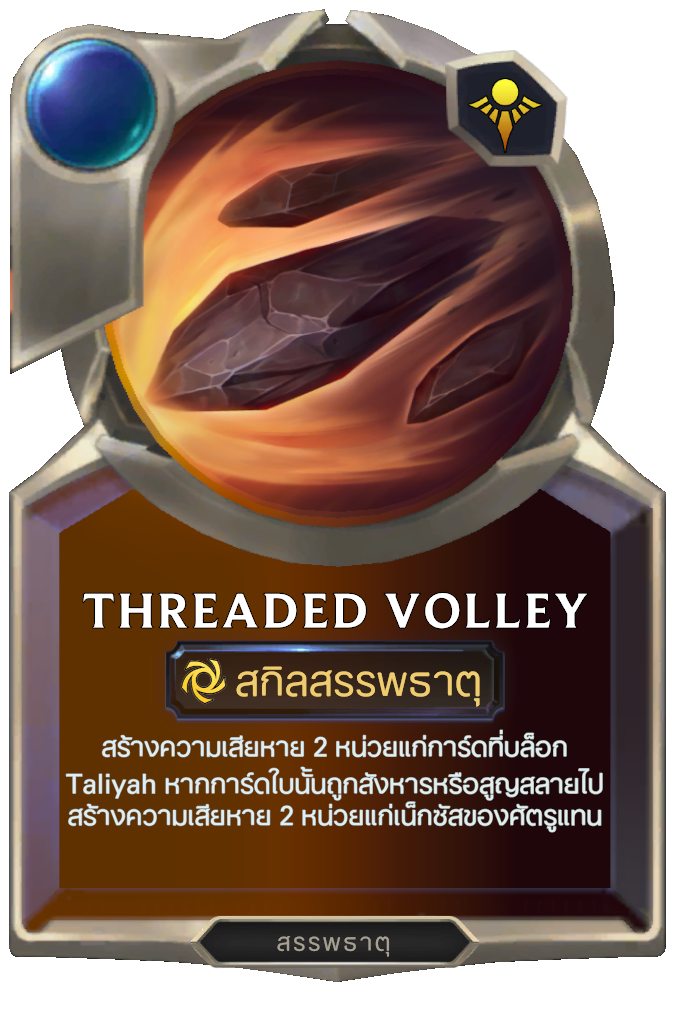 THREADED VOLLEY
สกิลสรรพธาตุ
สร้างความเสียหาย 2 หน่วยแก่การ์ดที่บล็อก
Taliyah หากการ์ดใบนั้นถูกสังหารหรือสูญสลายไป
สร้างความเสียหาย 2 หน่วยแก่เน็กซัสของศัตรูแทน
สรรพธาตุ